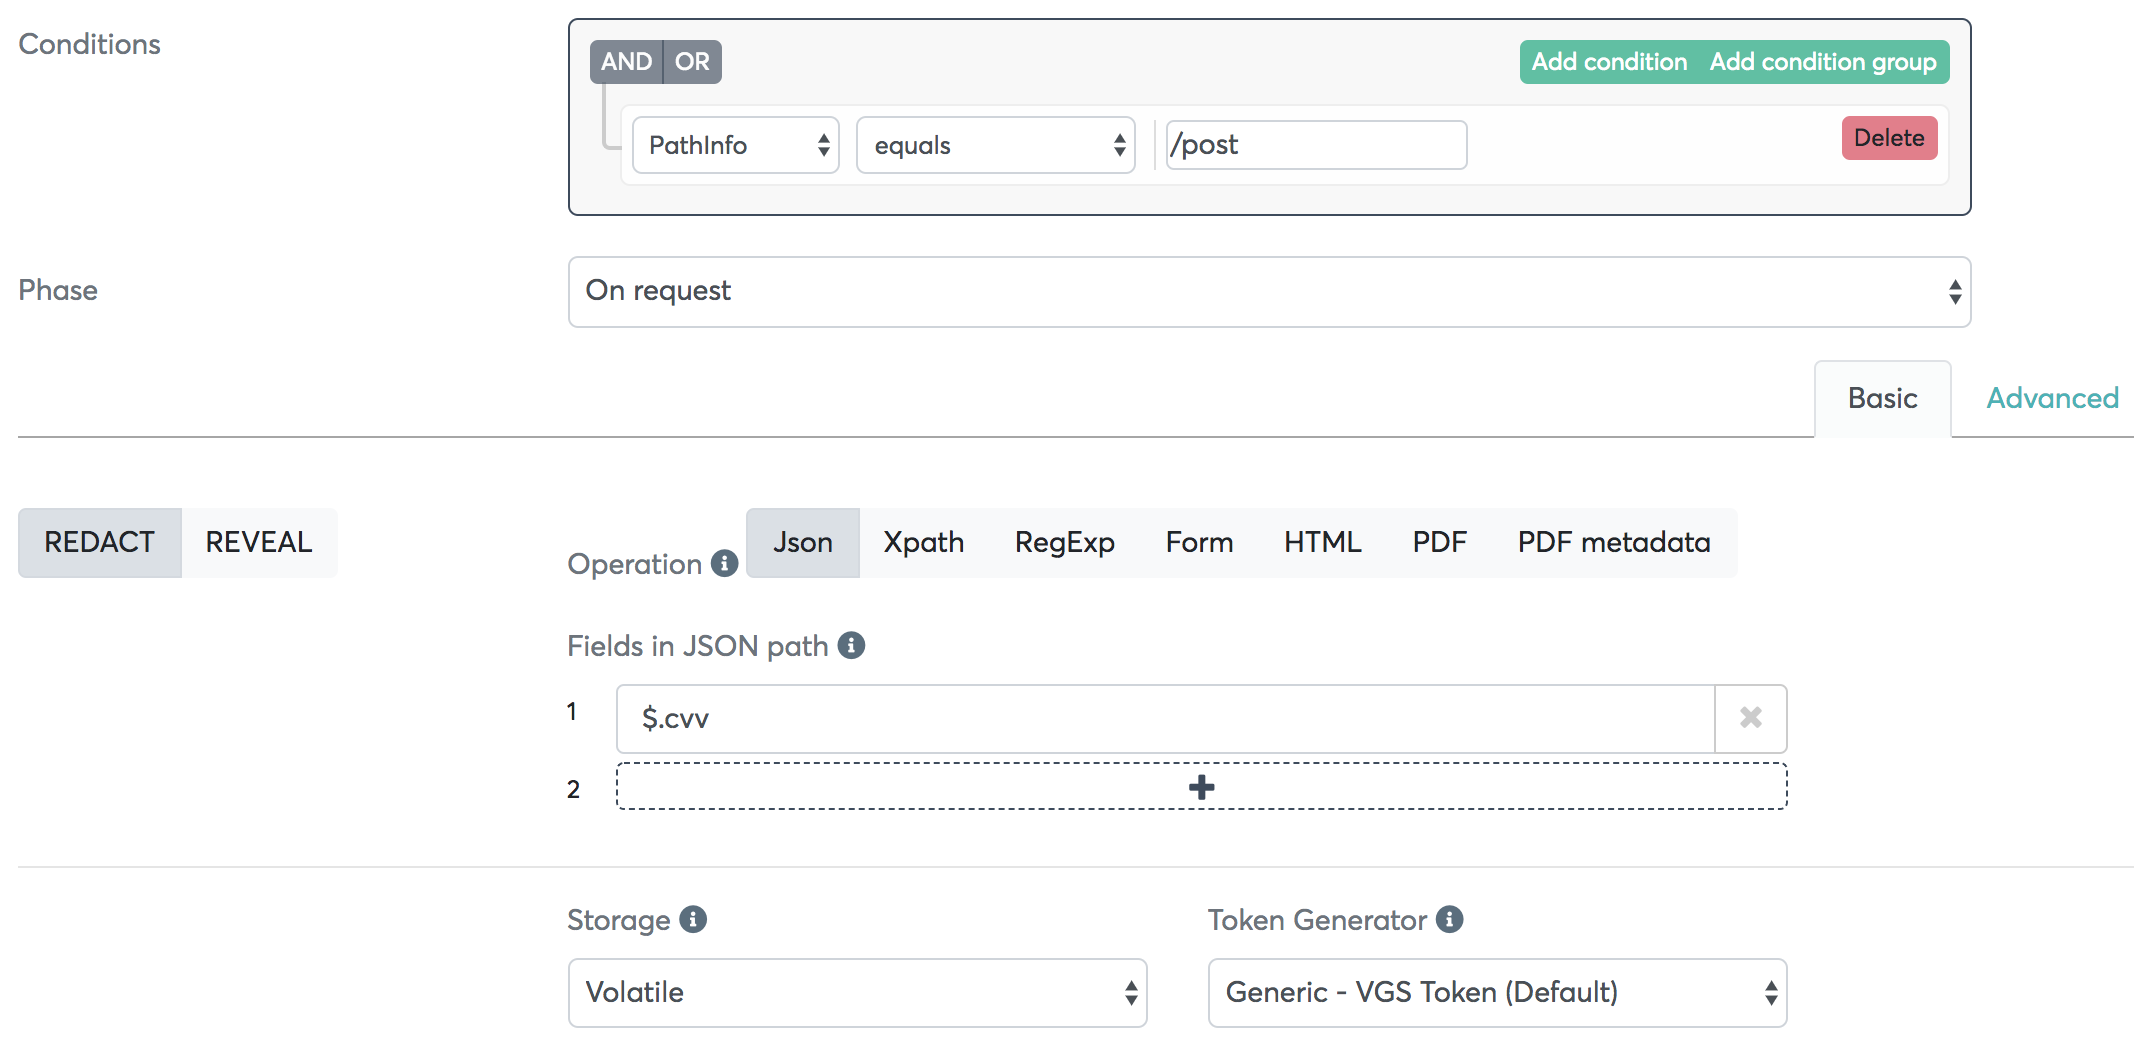 Conditions
AND OR
Add condition Add condition group
PathInfo equals /post Delete
Phase
On request
Basic Advanced
REDACT REVEAL
Operation Json Xpath RegExp Form HTML PDF PDF metadata
Fields in JSON path
1 $.cvv
2
Storage Token Generator
Volatile Generic - VGS Token (Default)